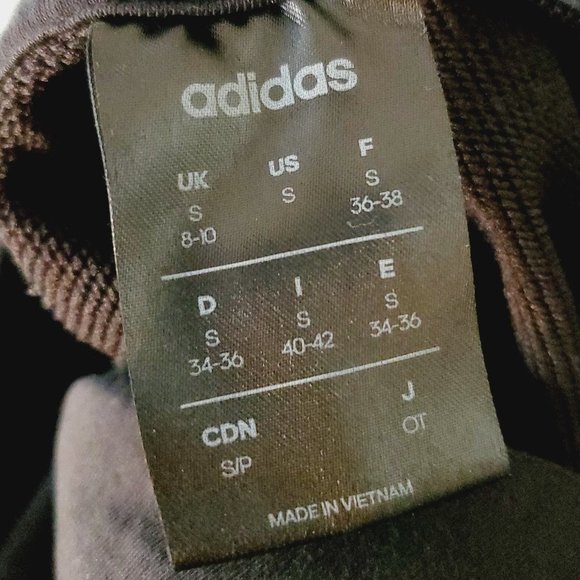 adidas
UK US F
S S S
8-10 36-38
D I E
S S S
34-36 40-42 34-36
CDN J
S/P OT
MADE IN VIETNAM